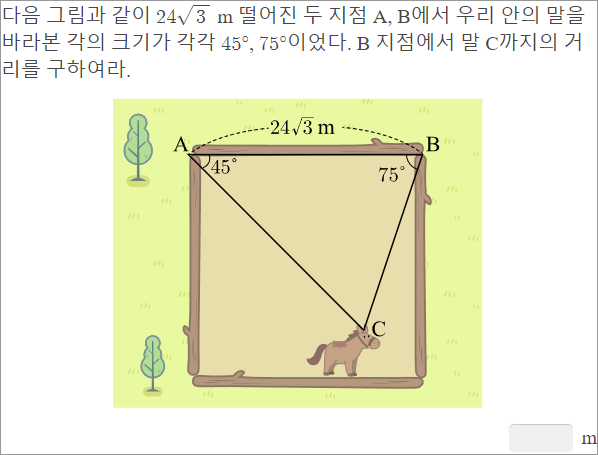 다음 그림과 같이 24√3 m 떨어진 두 지점 A, B에서 우리 안의 말을
바라본 각의 크기가 각각 45°, 75°이었다. B 지점에서 말 C까지의 거
리를 구하여라.
24√3 m
A
B
45°
75°
C
m